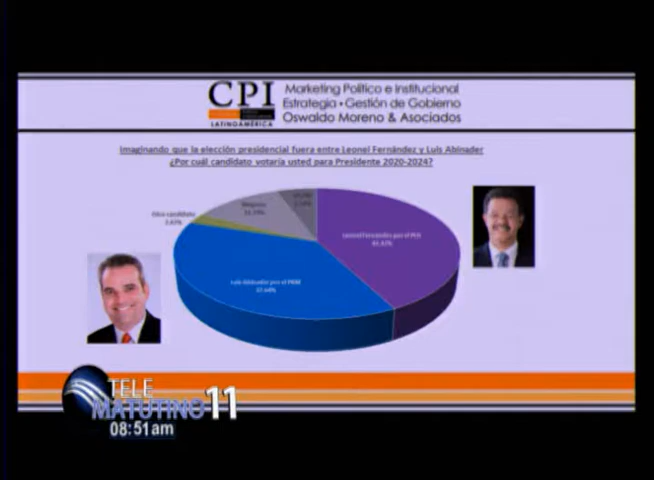 CPI
LATINOAMÉRICA
Marketing Político e Institucional
Estrategia • Gestión de Gobierno
Oswaldo Moreno & Asociados
Imaginando que la elección presidencial fuera entre Leonel Fernández y Luis Abinader
¿Por cuál candidato votaría usted para Presidente 2020-2024?
Otro candidato
Ninguno
Leonel Fernández por el PLD
Luis Abinader por el PRM
TELE
MATUTINO 11
08:51am